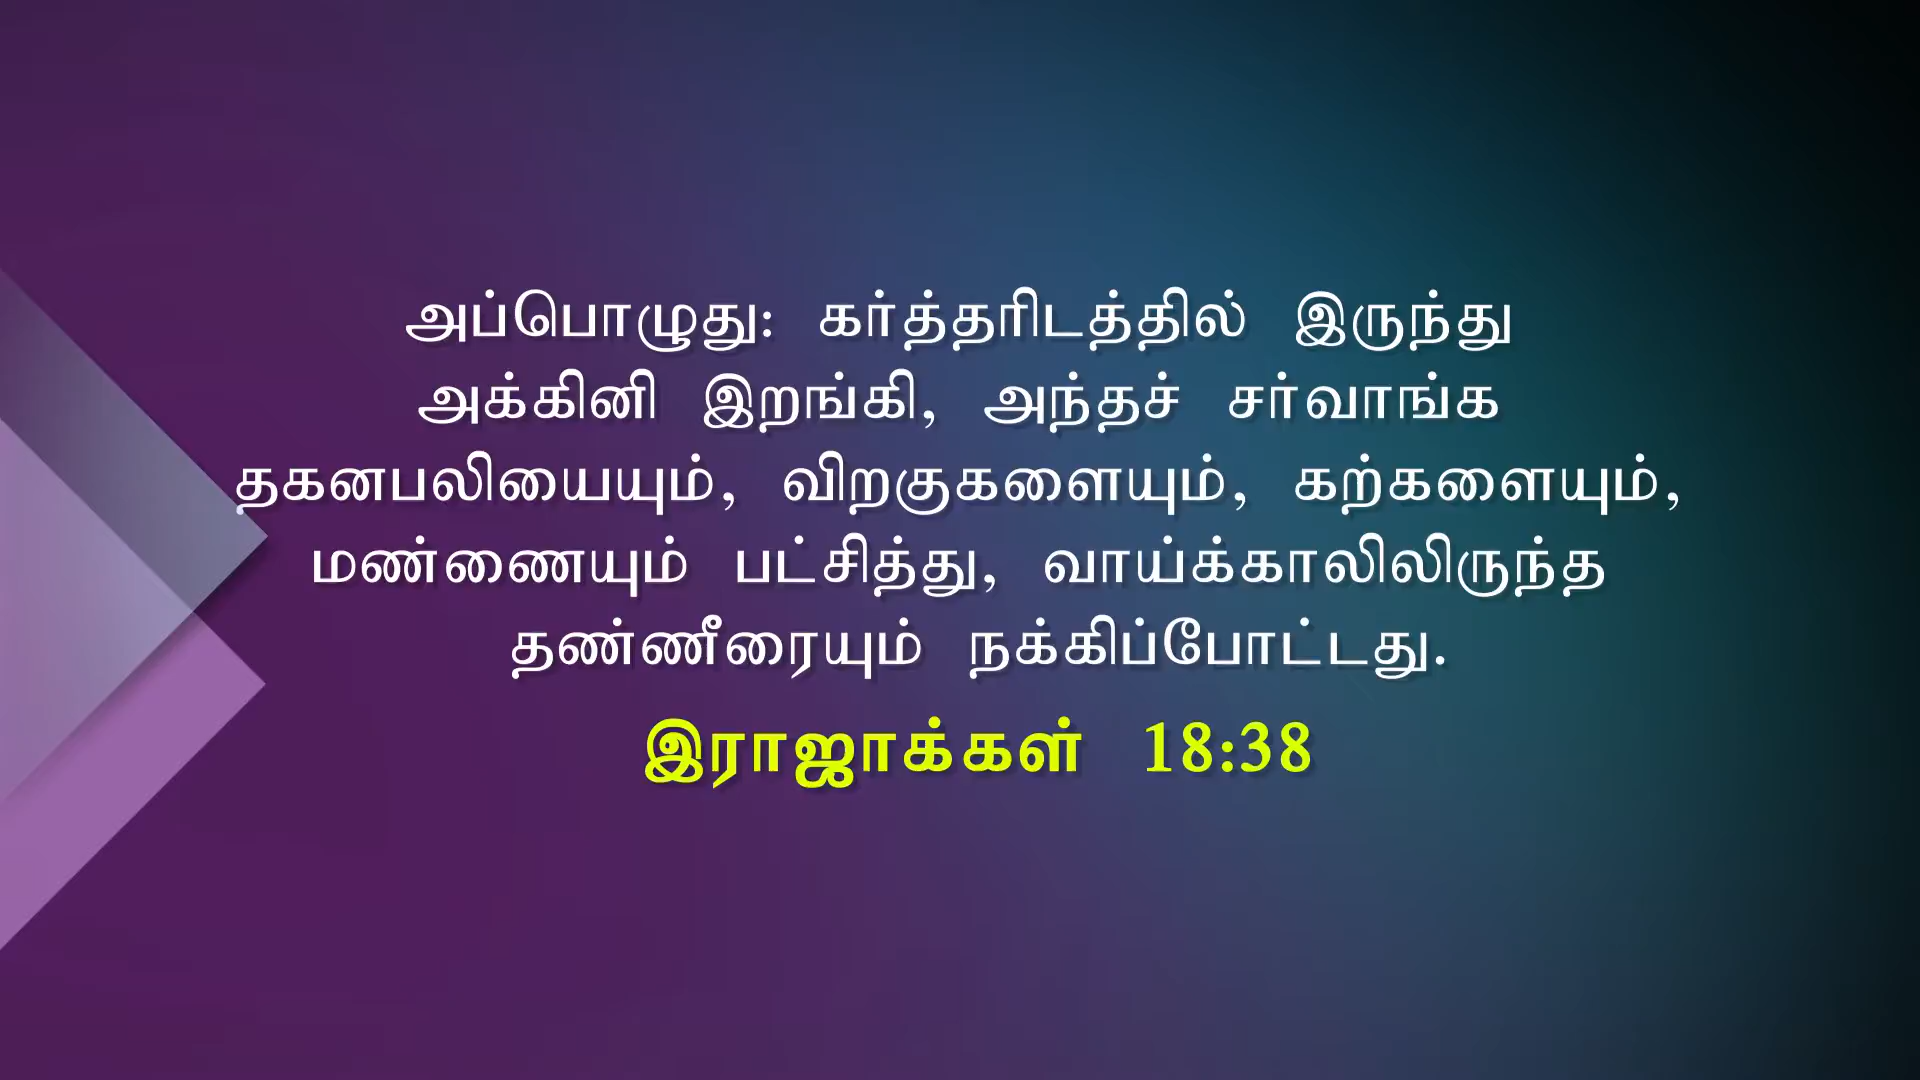 அப்பொழுது: கர்த்தரிடத்தில் இருந்து
அக்கினி இறங்கி, அந்தச் சர்வாங்க
தகனபலியையும், விறகுகளையும், கற்களையும்,
மண்ணையும் பட்சித்து, வாய்க்காலிலிருந்த
தண்ணீரையும் நக்கிப்போட்டது.
இராஜாக்கள் 18:38